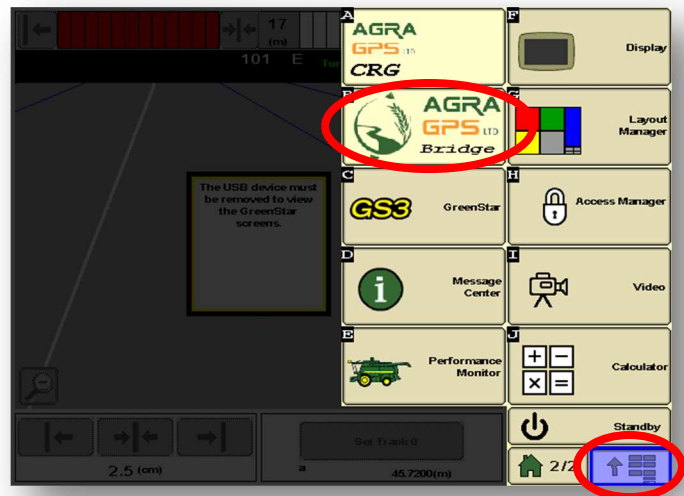 17
(m)
101 E Tur
The USB device must
be removed to view
the GreenStar
screens.
Set Track 0
2.5 (cm)
a
45.7200(m)
A
AGRA
GPS LTD
CRG
AGRA
GPS LTD
Bridge
C
GS3
GreenStar
D
i
Message
Center
E
Performance
Monitor
F
Display
G
Layout
Manager
H
Access Manager
I
Video
J
+ −
× =
Calculator
Standby
2/2